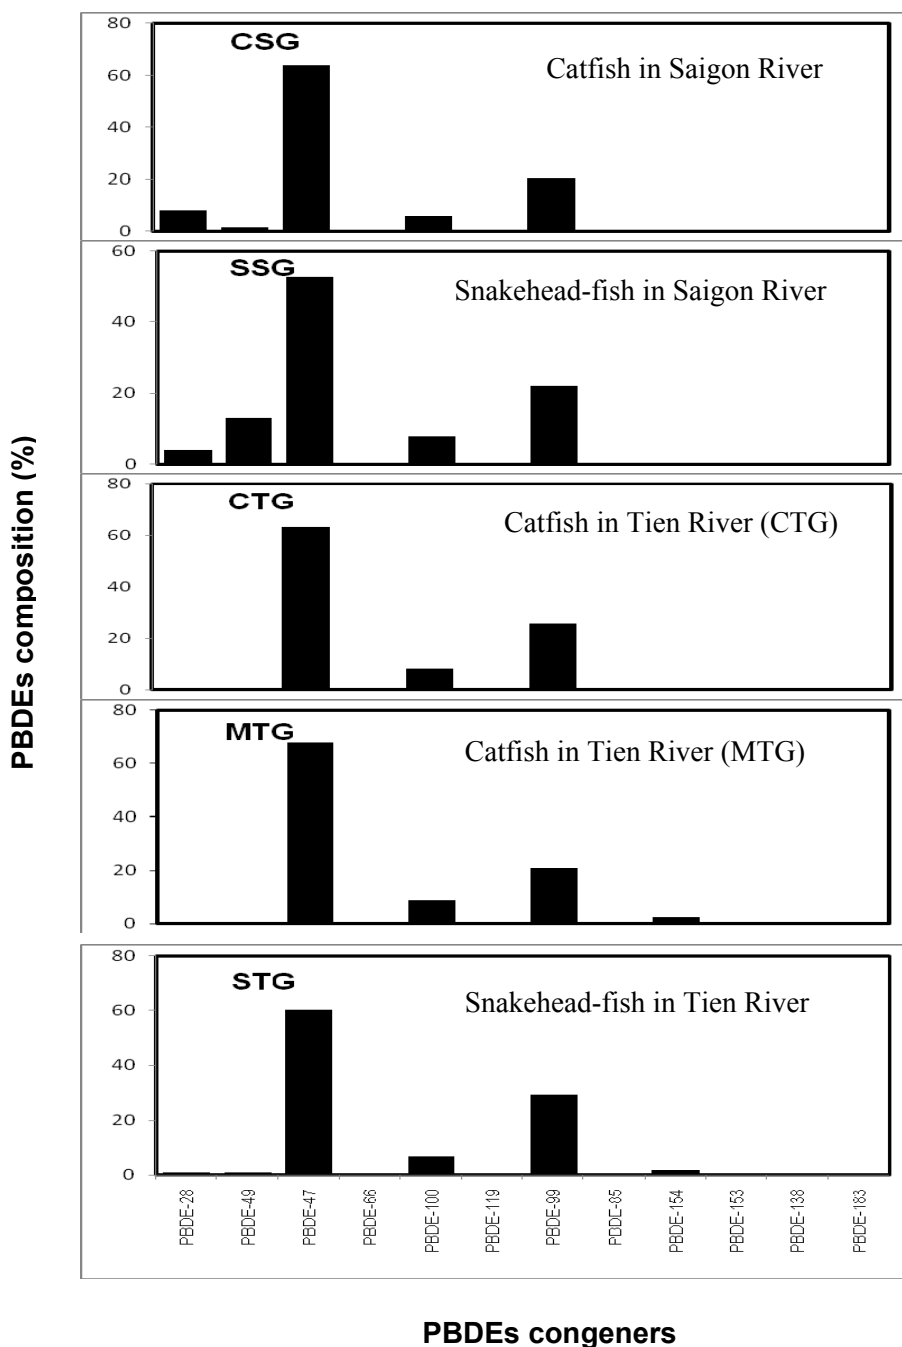 80
CSG
Catfish in Saigon River
60
40
20
0
60
SSG
Snakehead-fish in Saigon River
40
20
0
80
CTG
Catfish in Tien River (CTG)
60
40
20
0
80
MTG
Catfish in Tien River (MTG)
60
40
20
0
80
STG
Snakehead-fish in Tien River
60
40
20
0
PBDEs composition (%)
PBDE-28
PBDE-49
PBDE-47
PBDE-66
PBDE-100
PBDE-119
PBDE-99
PBDE-85
PBDE-154
PBDE-153
PBDE-138
PBDE-183
PBDEs congeners